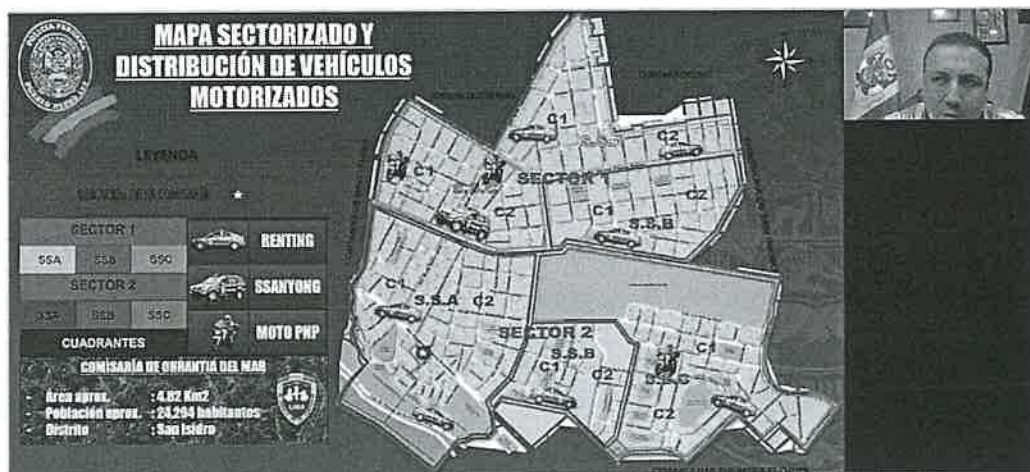 MAPA SECTORIZADO Y
DISTRIBUCIÓN DE VEHÍCULOS
MOTORIZADOS
LEYENDA
SECTOR 1
SSA SSB SSC
SECTOR 2
SSA SSB SSC
CUADRANTES
RENTING
SSANYONG
MOTO PNP
COMISARÍA DE ORRANTIA DEL MAR
- Área aprox. : 4.82 Km2
- Población aprox. : 24,294 habitantes
- Distrito : San Isidro
LIMA
C1
C2
C1
SECTOR 1
C2
C1
C2
S.S.B
C1
S.S.A
C2
SECTOR 2
S.S.B
C1
C2
C1
S.S.C
C2